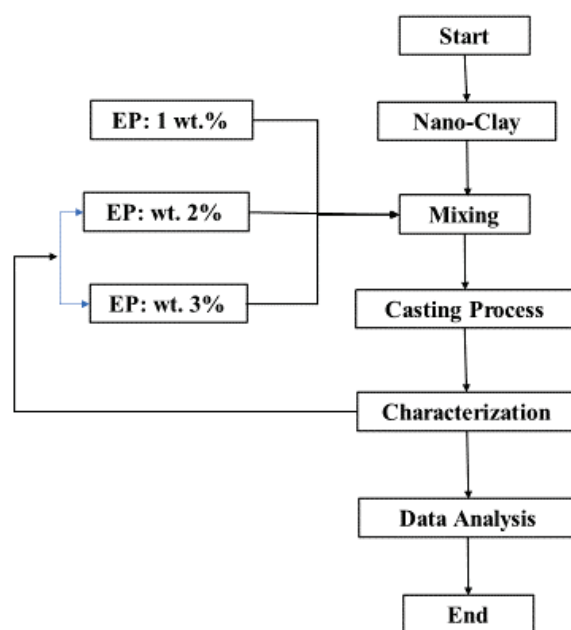 Start
Nano-Clay
EP: 1 wt.%
EP: wt. 2%
Mixing
EP: wt. 3%
Casting Process
Characterization
Data Analysis
End